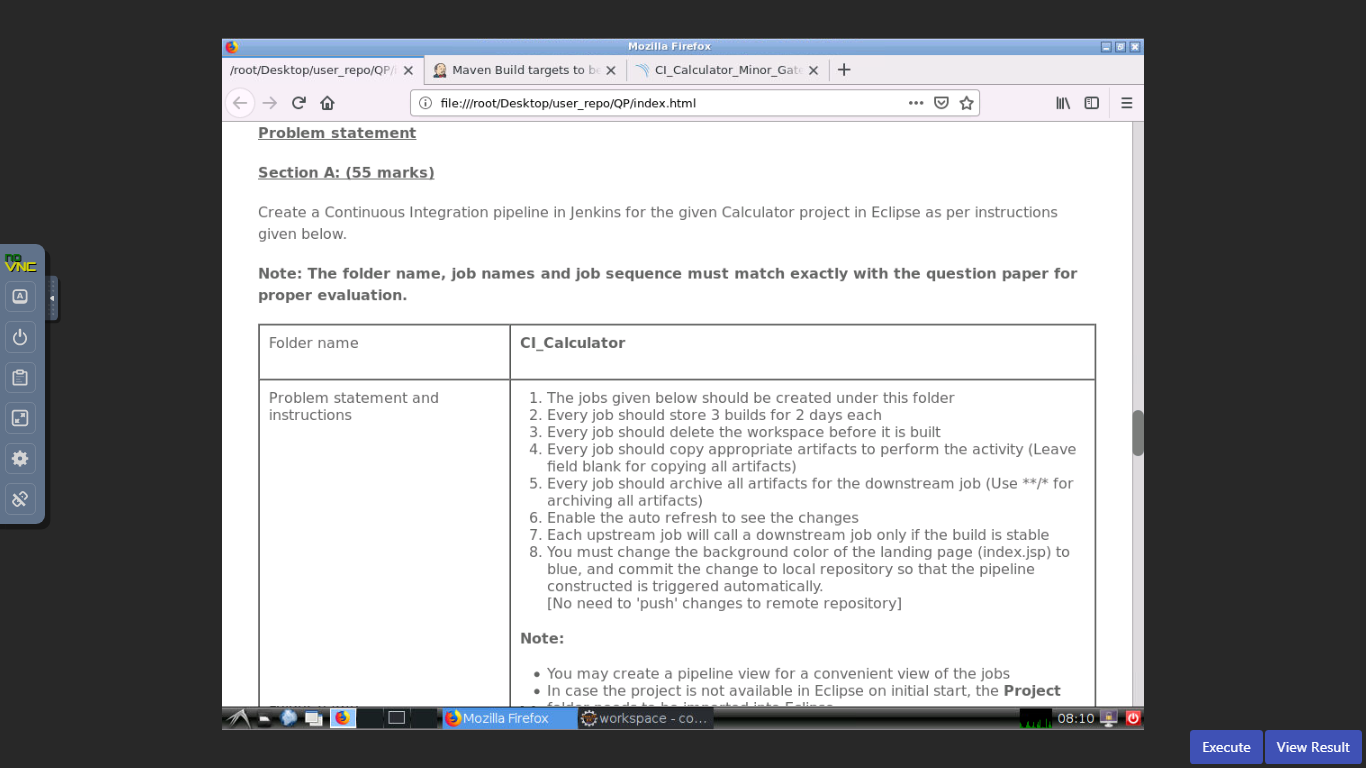 Mozilla Firefox
/root/Desktop/user_repo/QP/i
Maven Build targets to be
CI_Calculator_Minor_Gate
file:///root/Desktop/user_repo/QP/index.html
Problem statement
Section A: (55 marks)
Create a Continuous Integration pipeline in Jenkins for the given Calculator project in Eclipse as per instructions
given below.
Note: The folder name, job names and job sequence must match exactly with the question paper for
proper evaluation.
Folder name
CI_Calculator
Problem statement and
instructions
1. The jobs given below should be created under this folder
2. Every job should store 3 builds for 2 days each
3. Every job should delete the workspace before it is built
4. Every job should copy appropriate artifacts to perform the activity (Leave
field blank for copying all artifacts)
5. Every job should archive all artifacts for the downstream job (Use **/* for
archiving all artifacts)
6. Enable the auto refresh to see the changes
7. Each upstream job will call a downstream job only if the build is stable
8. You must change the background color of the landing page (index.jsp) to
blue, and commit the change to local repository so that the pipeline
constructed is triggered automatically.
[No need to 'push' changes to remote repository]
Note:
• You may create a pipeline view for a convenient view of the jobs
• In case the project is not available in Eclipse on initial start, the Project
folder needs to be imported into Eclipse
Mozilla Firefox
workspace - co...
08:10
no
VNC
A
Execute
View Result